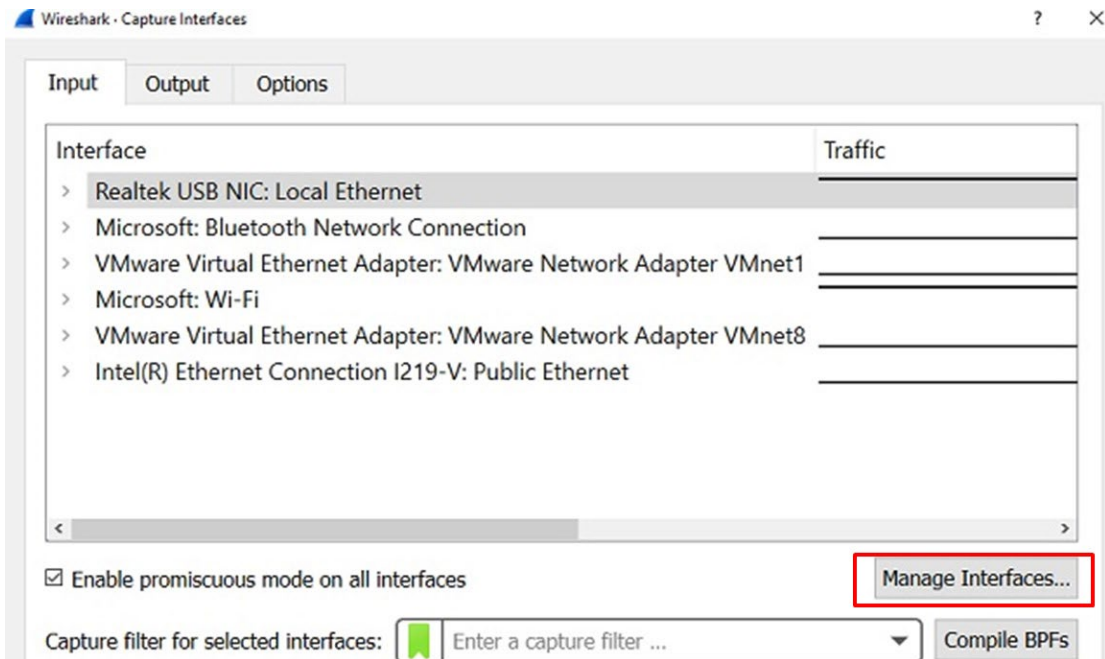 Wireshark · Capture Interfaces
?
Input Output Options
Interface Traffic
Realtek USB NIC: Local Ethernet
Microsoft: Bluetooth Network Connection
VMware Virtual Ethernet Adapter: VMware Network Adapter VMnet1
Microsoft: Wi-Fi
VMware Virtual Ethernet Adapter: VMware Network Adapter VMnet8
Intel(R) Ethernet Connection I219-V: Public Ethernet
Enable promiscuous mode on all interfaces Manage Interfaces...
Capture filter for selected interfaces: Enter a capture filter ... Compile BPFs